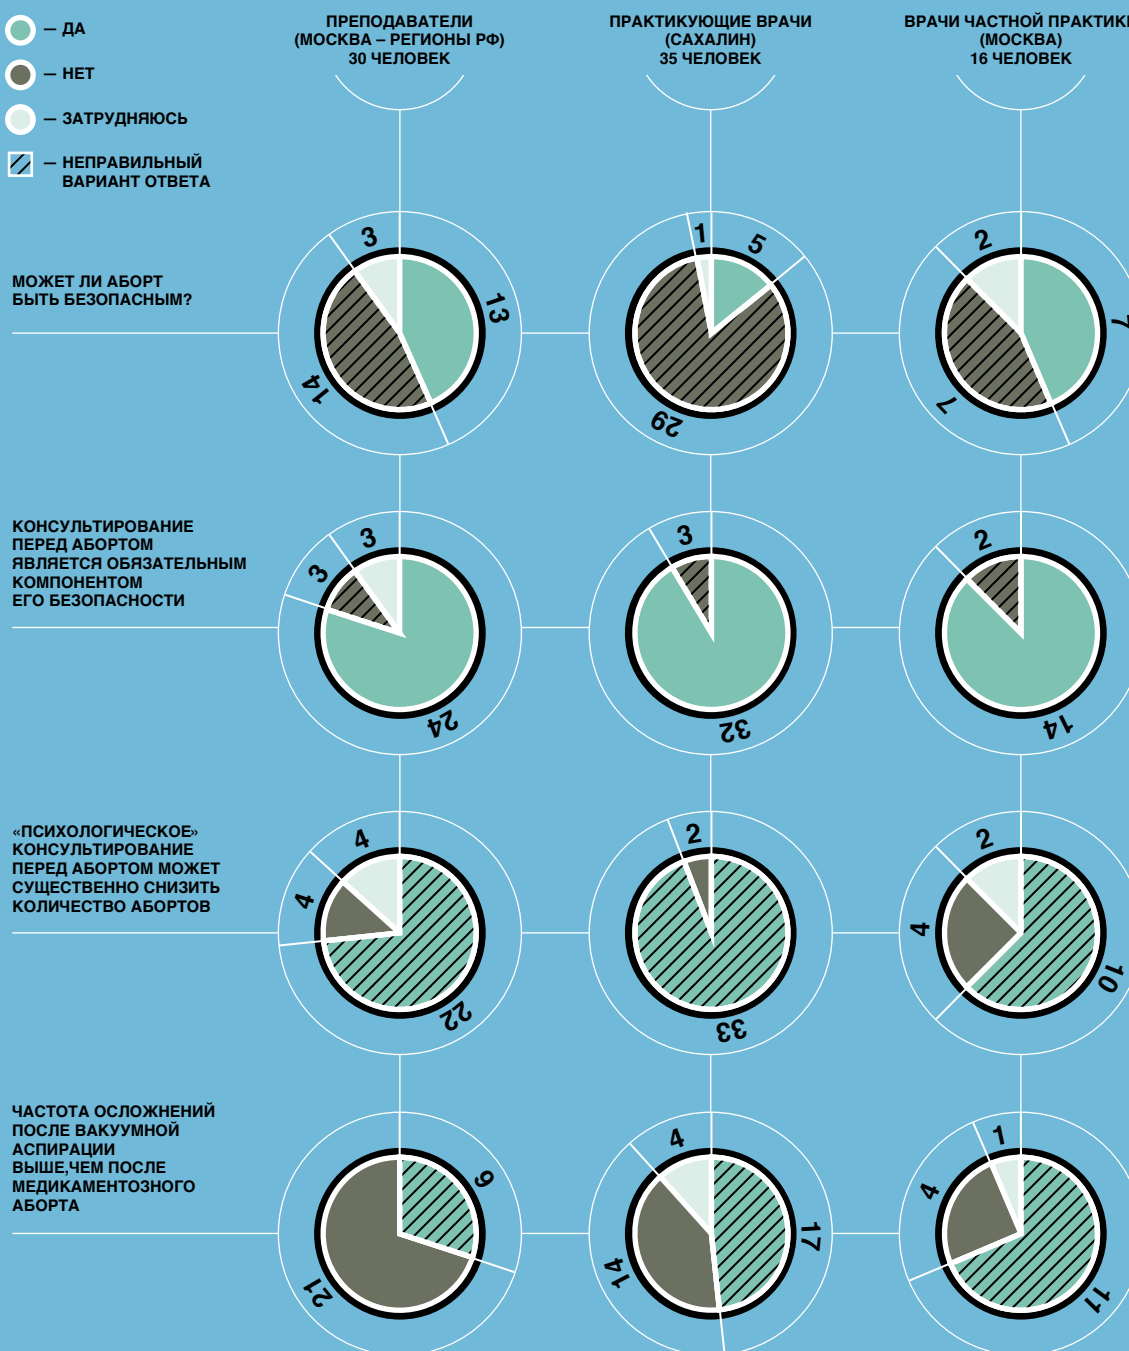 — ДА
— НЕТ
— ЗАТРУДНЯЮСЬ
— НЕПРАВИЛЬНЫЙ
ВАРИАНТ ОТВЕТА
ПРЕПОДАВАТЕЛИ
(МОСКВА – РЕГИОНЫ РФ)
30 ЧЕЛОВЕК
ПРАКТИКУЮЩИЕ ВРАЧИ
(САХАЛИН)
35 ЧЕЛОВЕК
ВРАЧИ ЧАСТНОЙ ПРАКТИКИ
(МОСКВА)
16 ЧЕЛОВЕК
МОЖЕТ ЛИ АБОРТ
БЫТЬ БЕЗОПАСНЫМ?
3
13
14
1
5
29
2
7
7
КОНСУЛЬТИРОВАНИЕ
ПЕРЕД АБОРТОМ
ЯВЛЯЕТСЯ ОБЯЗАТЕЛЬНЫМ
КОМПОНЕНТОМ
ЕГО БЕЗОПАСНОСТИ
3
3
24
3
32
2
14
«ПСИХОЛОГИЧЕСКОЕ»
КОНСУЛЬТИРОВАНИЕ
ПЕРЕД АБОРТОМ МОЖЕТ
СУЩЕСТВЕННО СНИЗИТЬ
КОЛИЧЕСТВО АБОРТОВ
4
4
22
2
33
2
4
10
ЧАСТОТА ОСЛОЖНЕНИЙ
ПОСЛЕ ВАКУУМНОЙ
АСПИРАЦИИ
ВЫШЕ,ЧЕМ ПОСЛЕ
МЕДИКАМЕНТОЗНОГО
АБОРТА
9
21
4
17
14
1
4
11